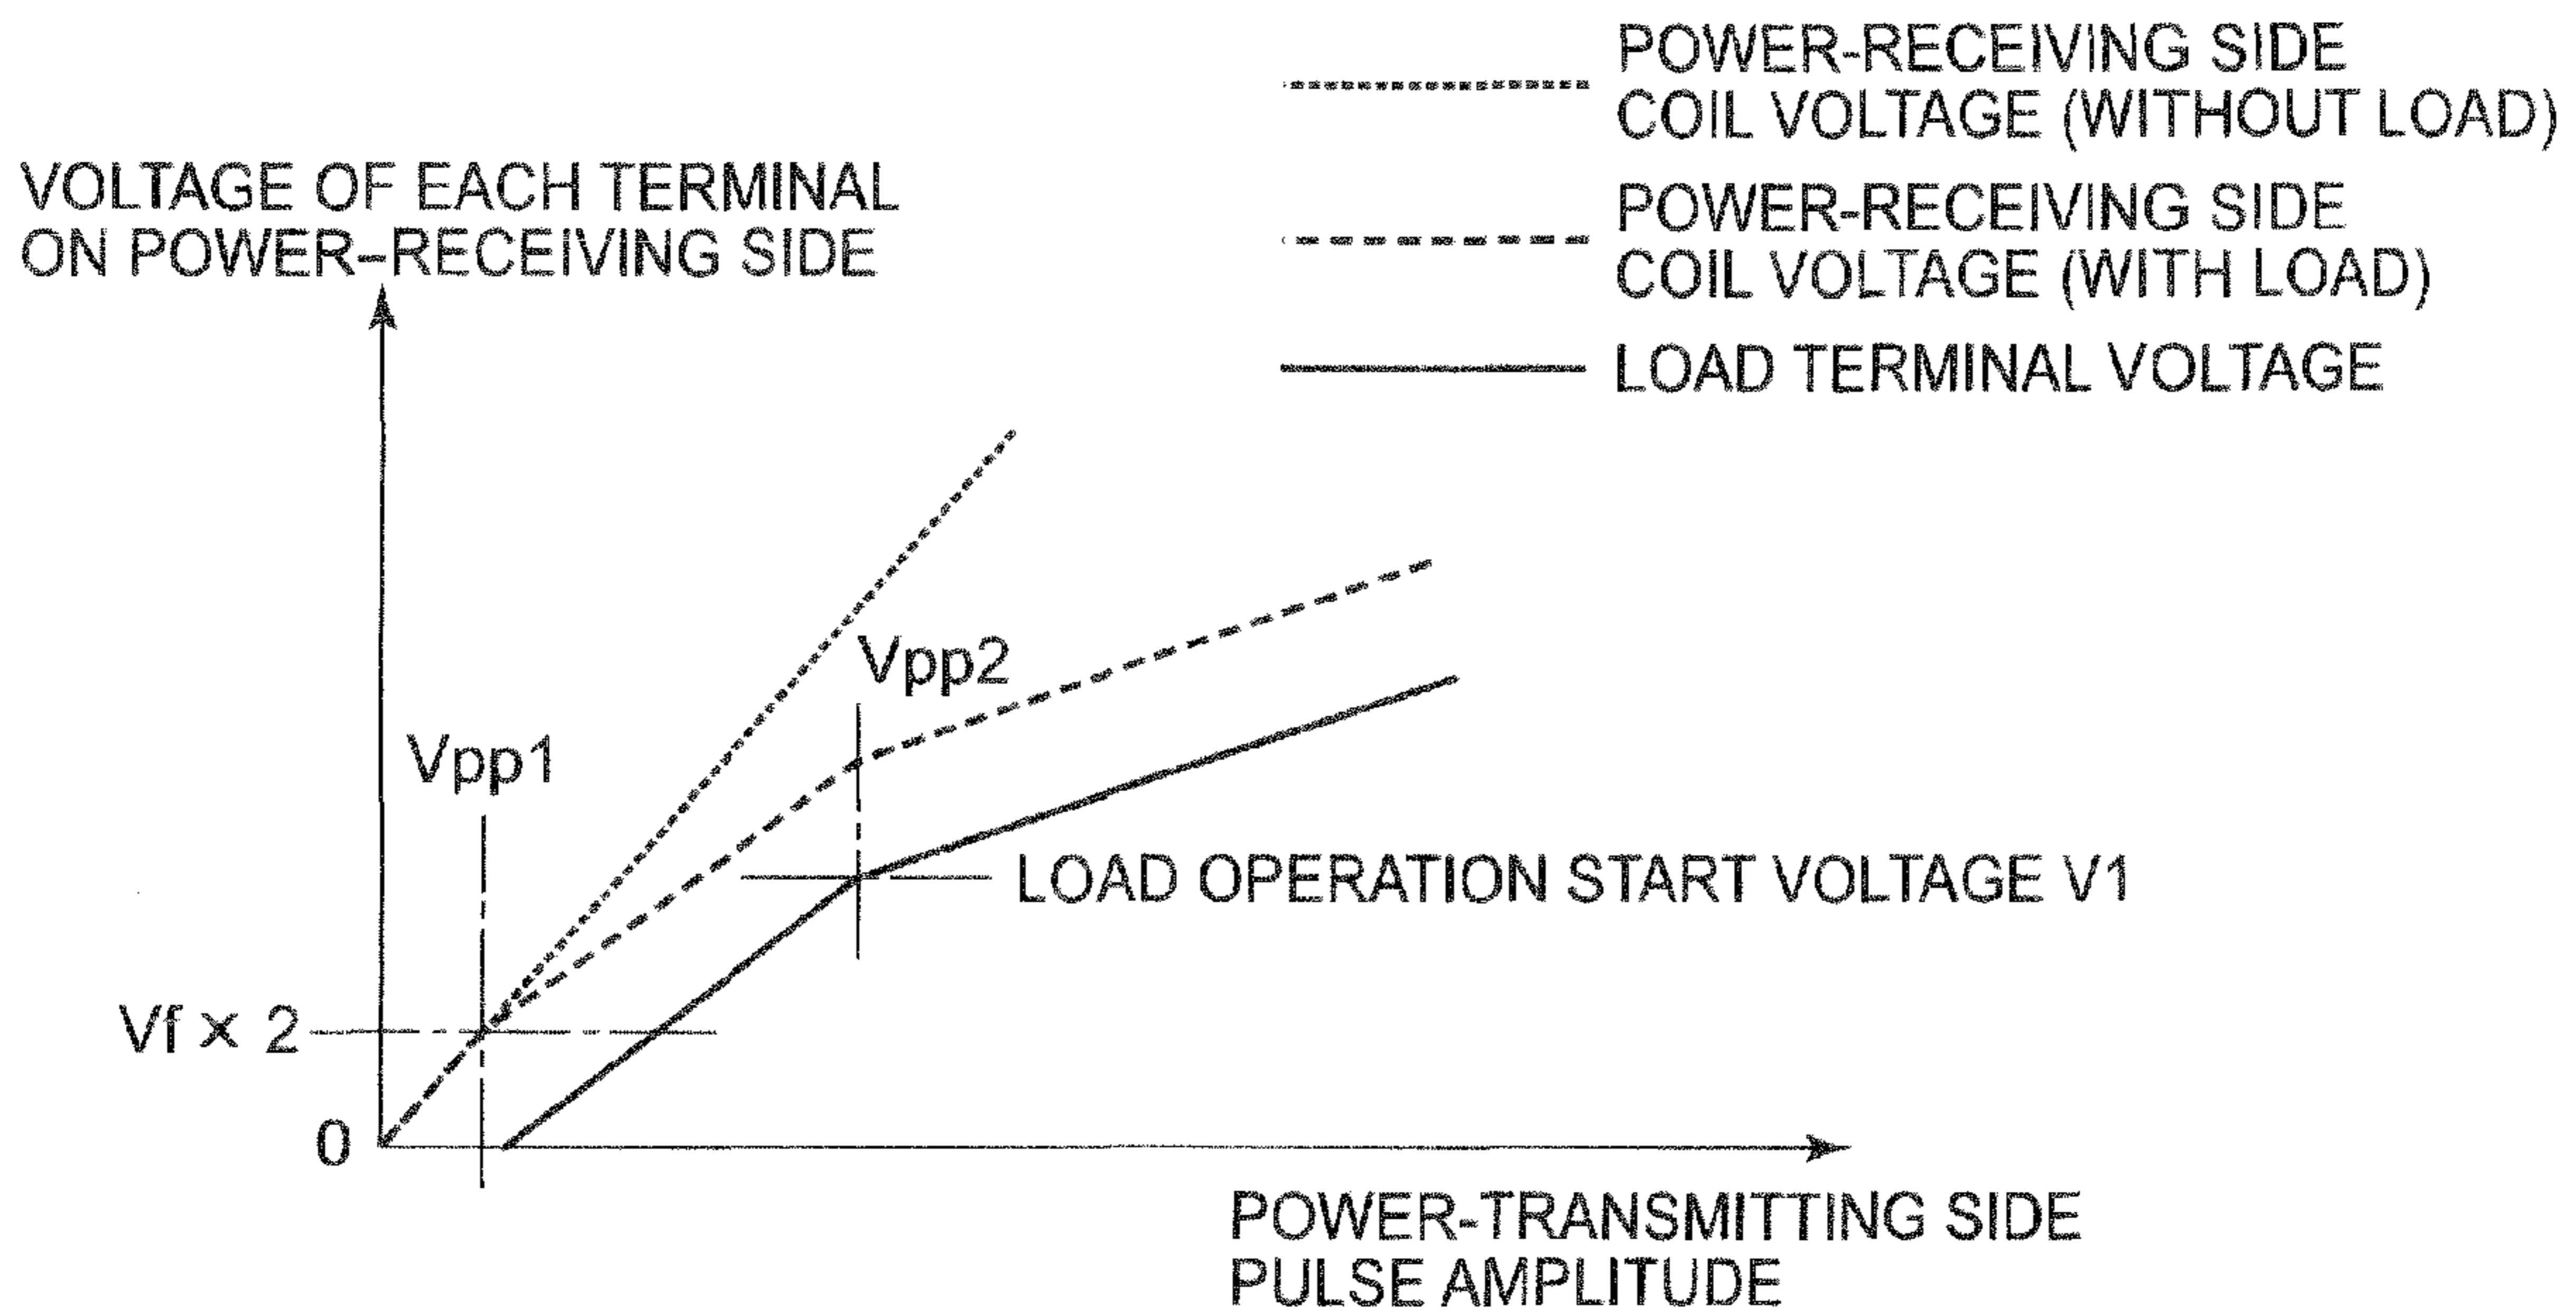 POWER-RECEIVING SIDE
COIL VOLTAGE (WITHOUT LOAD)
POWER-RECEIVING SIDE
COIL VOLTAGE (WITH LOAD)
LOAD TERMINAL VOLTAGE
VOLTAGE OF EACH TERMINAL
ON POWER-RECEIVING SIDE
Vpp2
Vpp1
LOAD OPERATION START VOLTAGE V1
Vf × 2
0
POWER-TRANSMITTING SIDE
PULSE AMPLITUDE